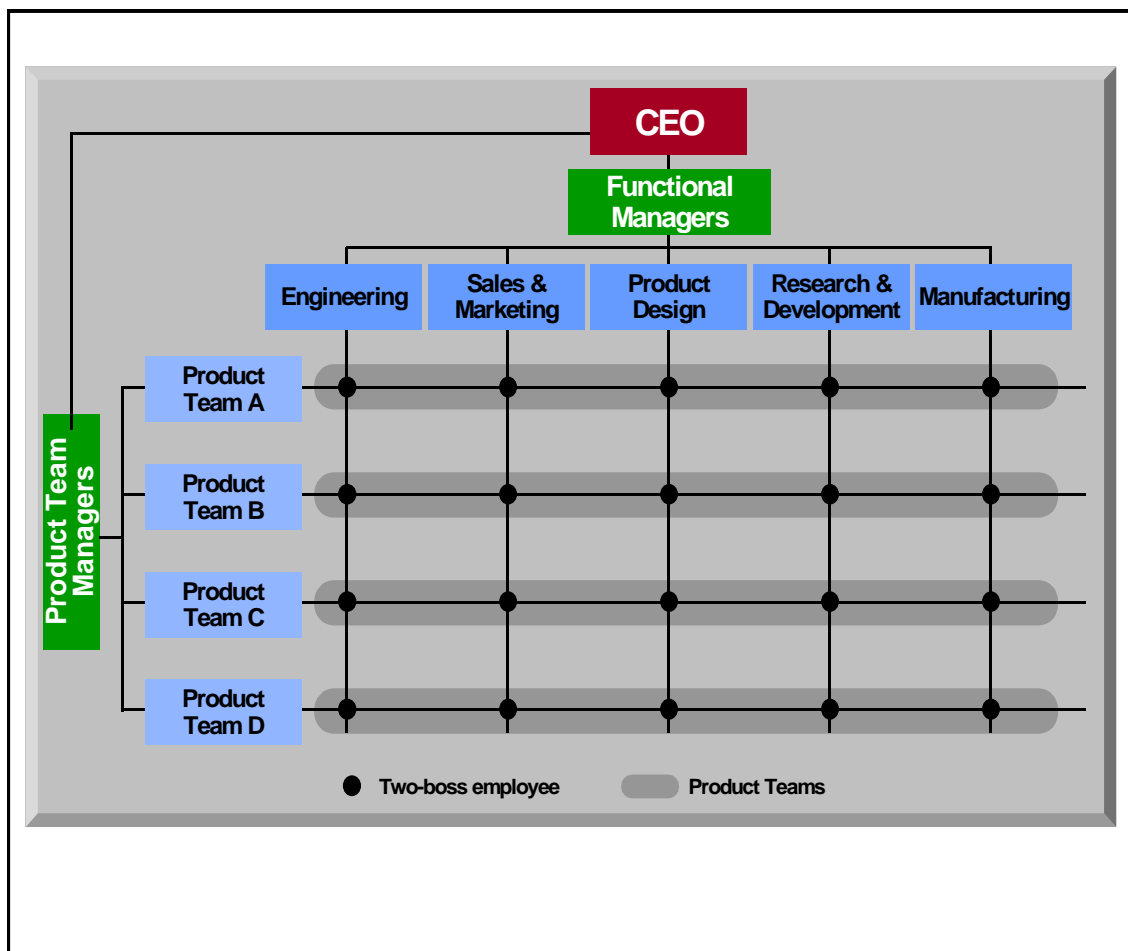 CEO
Functional
Managers
Engineering
Sales &
Marketing
Product
Design
Research &
Development
Manufacturing
Product Team
Managers
Product
Team A
Product
Team B
Product
Team C
Product
Team D
Two-boss employee
Product Teams